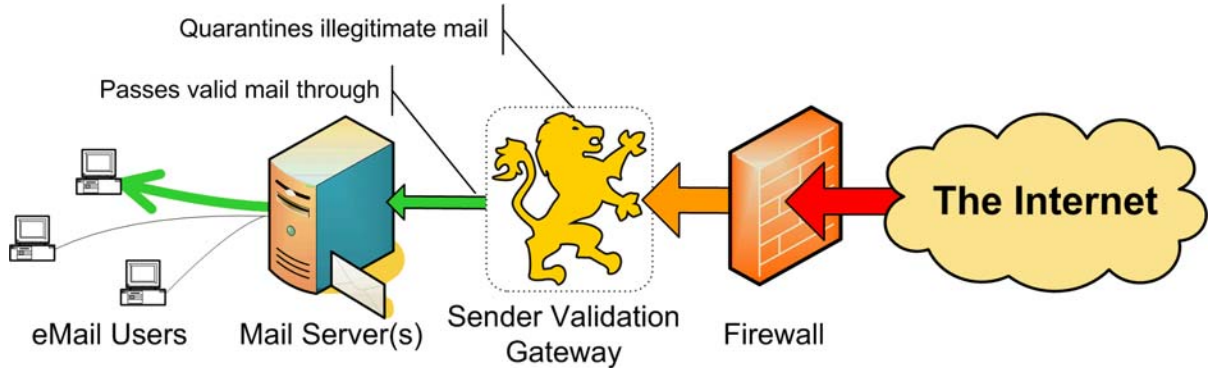 Quarantines illegitimate mail
Passes valid mail through
The Internet
eMail Users
Mail Server(s)
Sender Validation
Gateway
Firewall